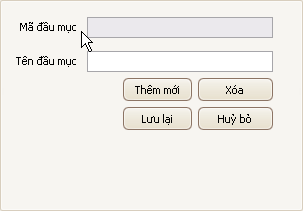 Mã đầu mục
Tên đầu mục
Thêm mới Xóa
Lưu lại Huỷ bỏ